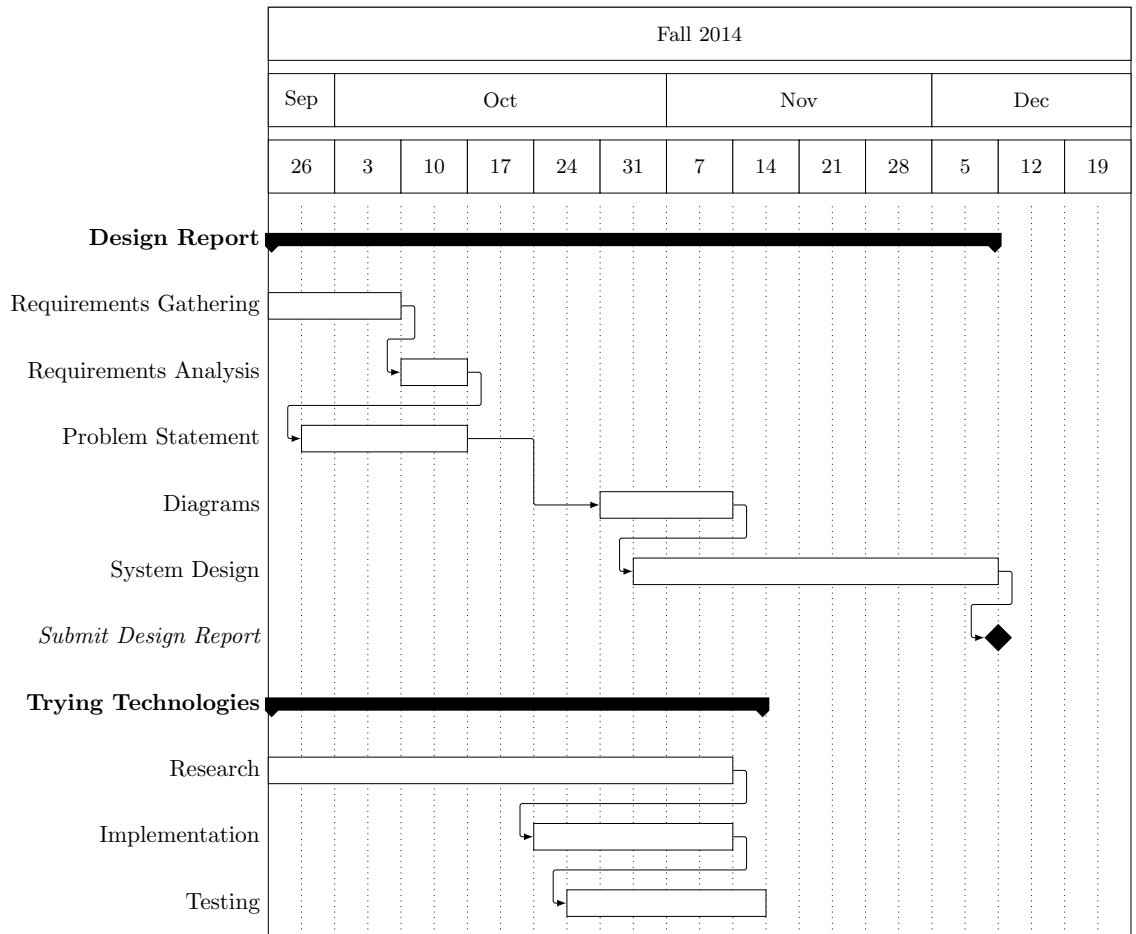 Fall 2014
Sep Oct Nov Dec
26 3 10 17 24 31 7 14 21 28 5 12 19
Design Report
Requirements Gathering
Requirements Analysis
Problem Statement
Diagrams
System Design
Submit Design Report
Trying Technologies
Research
Implementation
Testing